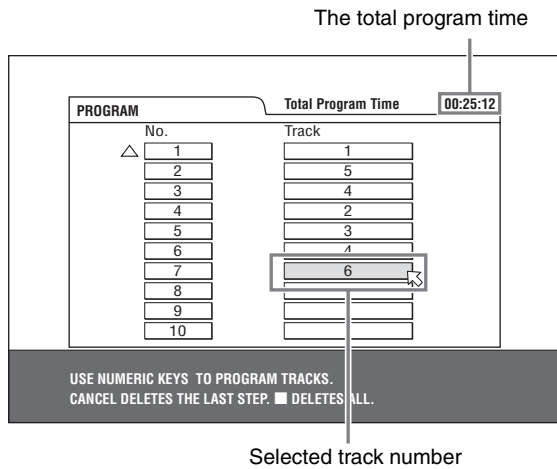 The total program time
PROGRAM Total Program Time 00:25:12
No. Track
1 1
2 5
3 4
4 2
5 3
6 4
7 6
8
9
10
USE NUMERIC KEYS TO PROGRAM TRACKS.
CANCEL DELETES THE LAST STEP. ■ DELETES ALL.
Selected track number